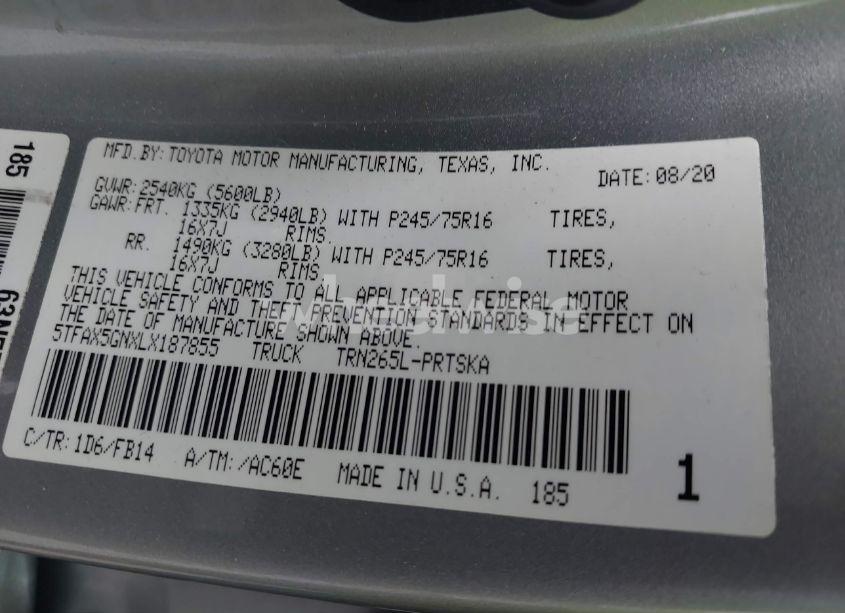 MFD.BY:TOYOTA MOTOR MANUFACTURING, TEXAS, INC. DATE:08/20
GVWR:2540KG (5600LB)
GAWR:FRT. 1335KG (2940LB) WITH P245/75R16 TIRES,
16X7J RIMS.
RR. 1490KG (3280LB) WITH P245/75R16 TIRES,
16X7J RIMS.
THIS VEHICLE CONFORMS TO ALL APPLICABLE FEDERAL MOTOR
VEHICLE SAFETY AND THEFT PREVENTION STANDARDS IN EFFECT ON
THE DATE OF MANUFACTURE SHOWN ABOVE.
5TFAX5GNXLX187855 TRUCK TRN265L-PRTSKA
C/TR:1D6/FB14 A/TM:/AC60E MADE IN U.S.A. 185 1
185